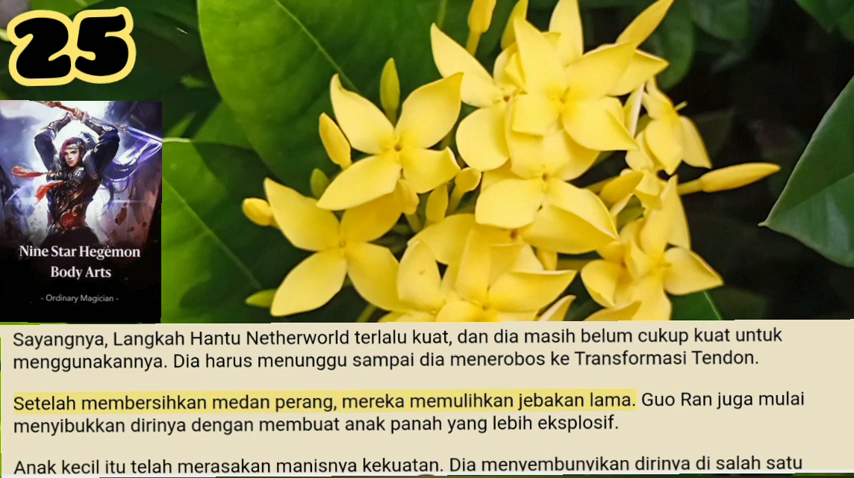 25
Nine Star Hegemon
Body Arts
- Ordinary Magician -
Sayangnya, Langkah Hantu Netherworld terlalu kuat, dan dia masih belum cukup kuat untuk
menggunakannya. Dia harus menunggu sampai dia menerobos ke Transformasi Tendon.
Setelah membersihkan medan perang, mereka memulihkan jebakan lama. Guo Ran juga mulai
menyibukkan dirinya dengan membuat anak panah yang lebih eksplosif.
Anak kecil itu telah merasakan manisnya kekuatan. Dia menyembunyikan dirinya di salah satu